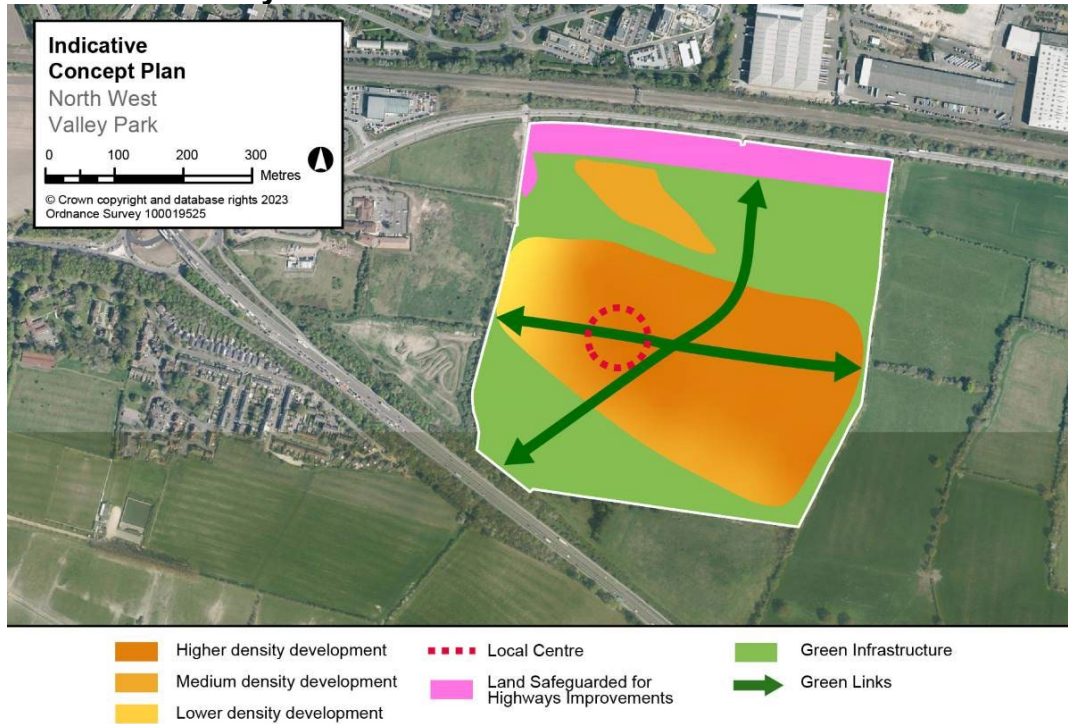 Indicative
Concept Plan
North West
Valley Park
0 100 200 300
Metres
© Crown copyright and database rights 2023
Ordnance Survey 100019525
Higher density development
Medium density development
Lower density development
Local Centre
Land Safeguarded for
Highways Improvements
Green Infrastructure
Green Links